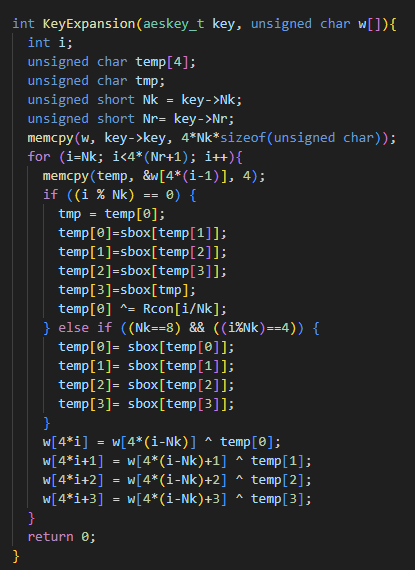 int KeyExpansion(aeskey_t key, unsigned char w[]){
  int i;
  unsigned char temp[4];
  unsigned char tmp;
  unsigned short Nk = key->Nk;
  unsigned short Nr= key->Nr;
  memcpy(w, key->key, 4*Nk*sizeof(unsigned char));
  for (i=Nk; i<4*(Nr+1); i++){
    memcpy(temp, &w[4*(i-1)], 4);
    if ((i % Nk) == 0) {
      tmp = temp[0];
      temp[0]=sbox[temp[1]];
      temp[1]=sbox[temp[2]];
      temp[2]=sbox[temp[3]];
      temp[3]=sbox[tmp];
      temp[0] ^= Rcon[i/Nk];
    } else if ((Nk==8) && ((i%Nk)==4)) {
      temp[0]= sbox[temp[0]];
      temp[1]= sbox[temp[1]];
      temp[2]= sbox[temp[2]];
      temp[3]= sbox[temp[3]];
    }
    w[4*i] = w[4*(i-Nk)] ^ temp[0];
    w[4*i+1] = w[4*(i-Nk)+1] ^ temp[1];
    w[4*i+2] = w[4*(i-Nk)+2] ^ temp[2];
    w[4*i+3] = w[4*(i-Nk)+3] ^ temp[3];
  }
  return 0;
}